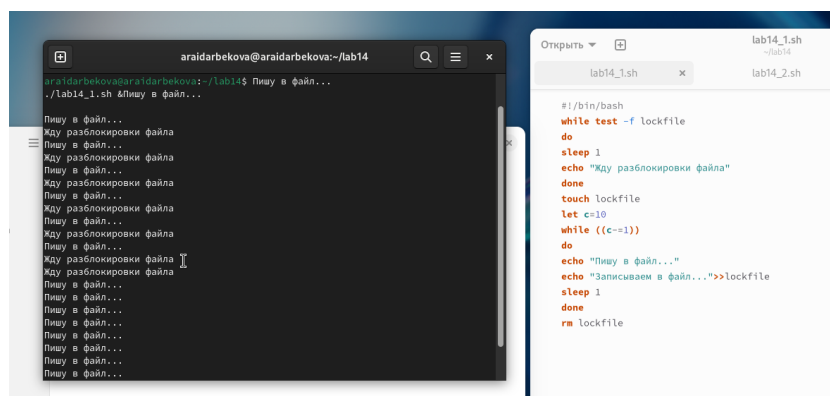 araidarbekova@araidarbekova:~/lab14
araidarbekova@araidarbekova:~/lab14$ Пишу в файл...
./lab14_1.sh &Пишу в файл...
Пишу в файл...
Жду разблокировки файла
Пишу в файл...
Жду разблокировки файла
Пишу в файл...
Жду разблокировки файла
Пишу в файл...
Жду разблокировки файла
Пишу в файл...
Жду разблокировки файла
Пишу в файл...
Жду разблокировки файла
Жду разблокировки файла
Пишу в файл...
Пишу в файл...
Пишу в файл...
Пишу в файл...
Пишу в файл...
Пишу в файл...
Пишу в файл...
Пишу в файл...
Открыть
lab14_1.sh
~/lab14
lab14_1.sh
lab14_2.sh
#!/bin/bash
while test -f lockfile
do
sleep 1
echo "Жду разблокировки файла"
done
touch lockfile
let c=10
while ((c-=1))
do
echo "Пишу в файл..."
echo "Записываем в файл...">>lockfile
sleep 1
done
rm lockfile